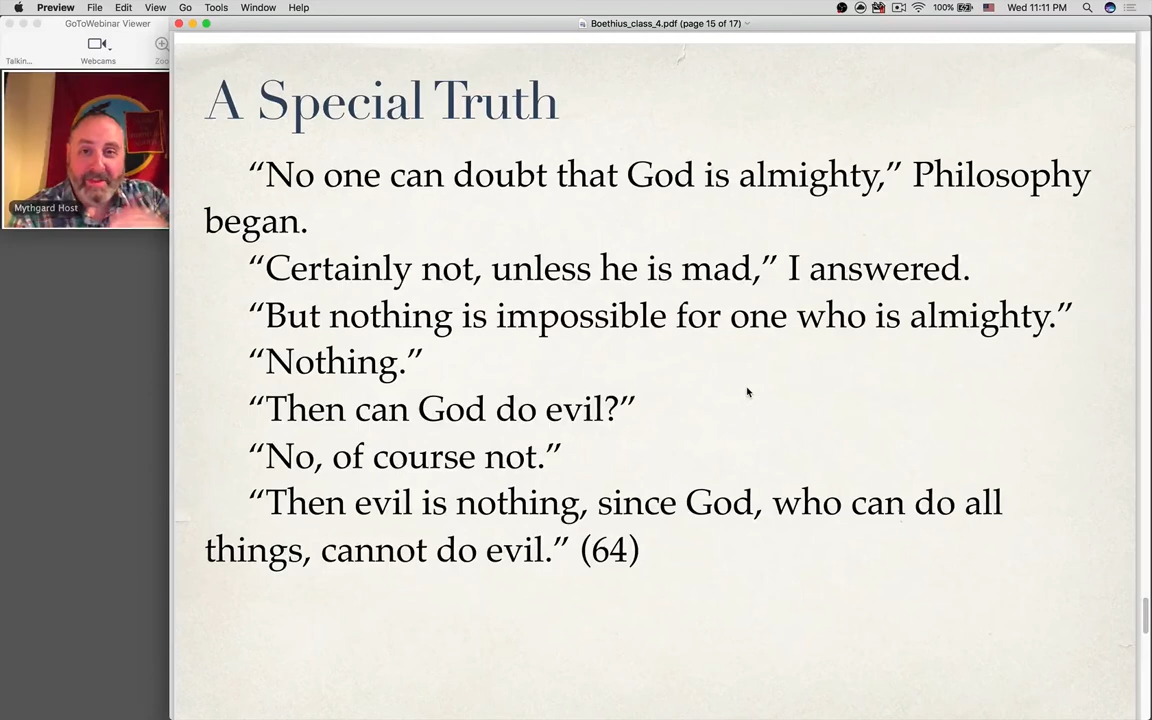 Preview File Edit View Go Tools Window Help 100% Wed 11:11 PM
GoToWebinar Viewer
Boethius_class_4.pdf (page 15 of 17)
Talkin...
Webcams
Zoo
Mythgard Host
A Special Truth
“No one can doubt that God is almighty,” Philosophy
began.
“Certainly not, unless he is mad,” I answered.
“But nothing is impossible for one who is almighty.”
“Nothing.”
“Then can God do evil?”
“No, of course not.”
“Then evil is nothing, since God, who can do all
things, cannot do evil.” (64)